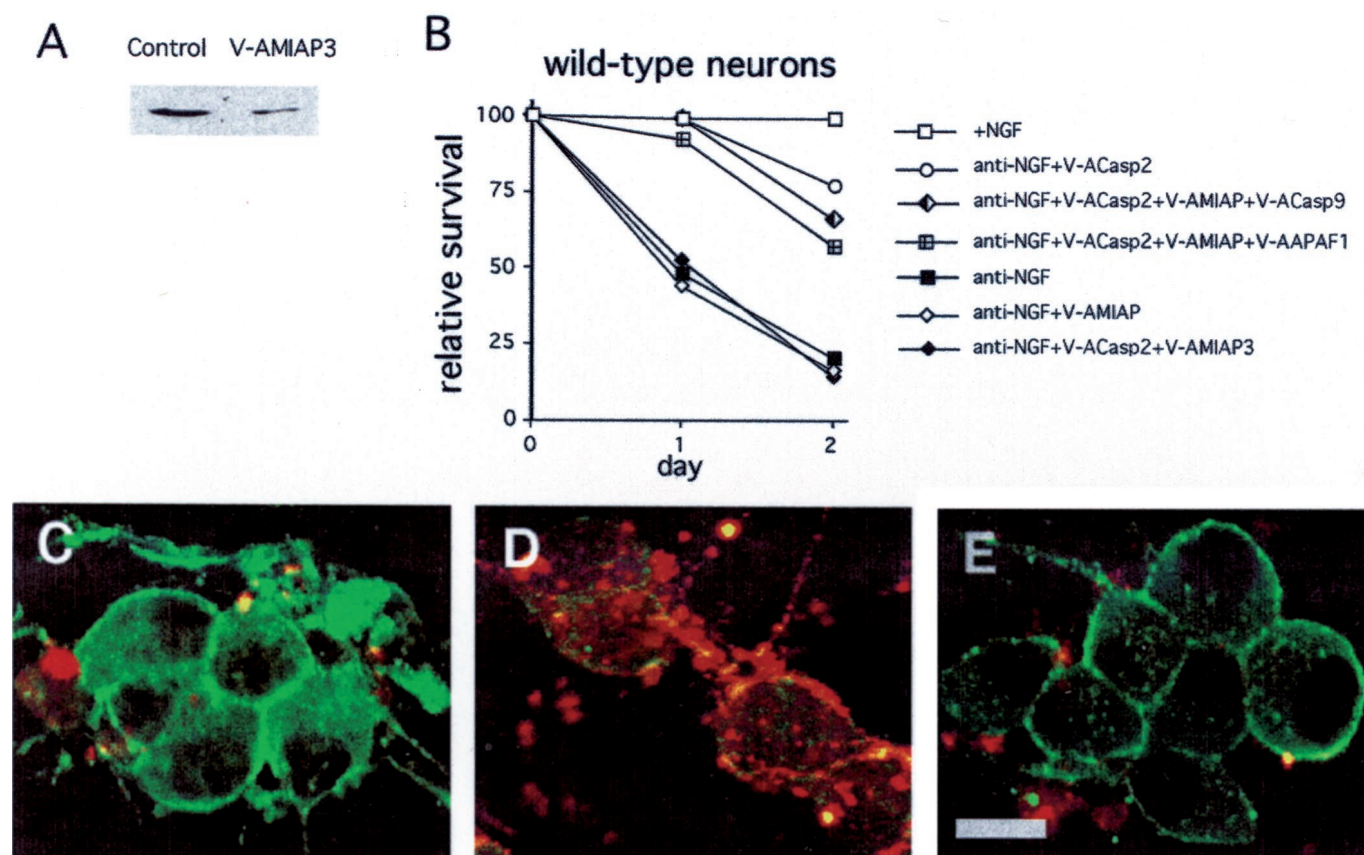 A
Control V-AMIAP3
B
wild-type neurons
relative survival
100
75
50
25
0
0 1 2
day
+NGF
anti-NGF+V-ACasp2
anti-NGF+V-ACasp2+V-AMIAP+V-ACasp9
anti-NGF+V-ACasp2+V-AMIAP+V-AAPAF1
anti-NGF
anti-NGF+V-AMIAP
anti-NGF+V-ACasp2+V-AMIAP3
C
D
E